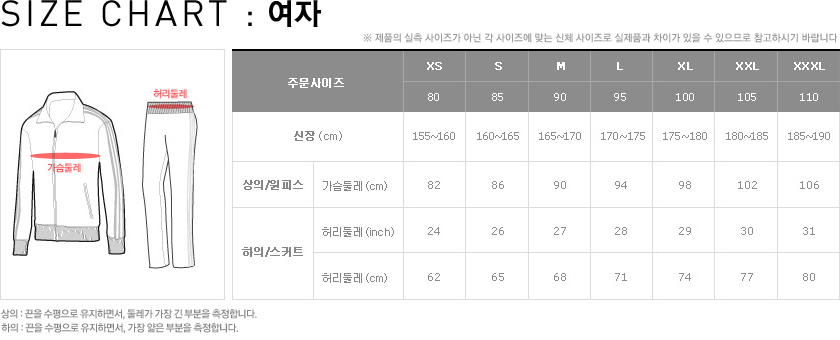 SIZE CHART : 여자
※ 제품의 실측 사이즈가 아닌 각 사이즈에 맞는 신체 사이즈로 실제품과 차이가 있을 수 있으므로 참고하시기 바랍니다
주문사이즈 XS S M L XL XXL XXXL
80 85 90 95 100 105 110
신장 (cm) 155~160 160~165 165~170 170~175 175~180 180~185 185~190
상의/원피스 가슴둘레 (cm) 82 86 90 94 98 102 106
하의/스커트 허리둘레 (inch) 24 26 27 28 29 30 31
허리둘레 (cm) 62 65 68 71 74 77 80
허리둘레
가슴둘레
상의 : 끈을 수평으로 유지하면서, 둘레가 가장 긴 부분을 측정합니다.
하의 : 끈을 수평으로 유지하면서, 가장 얇은 부분을 측정합니다.